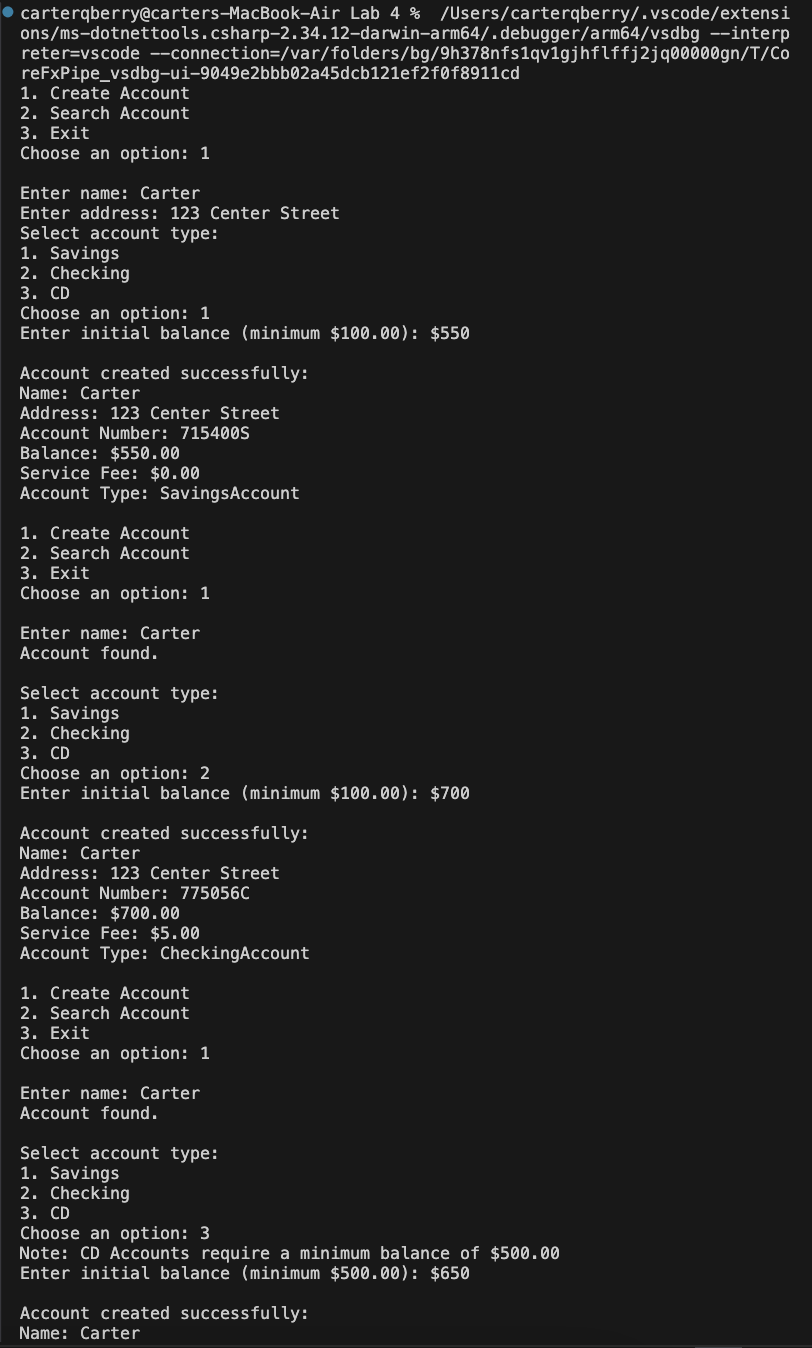 carterqberry@carters-MacBook-Air Lab 4 %  /Users/carterqberry/.vscode/extensi
ons/ms-dotnettools.csharp-2.34.12-darwin-arm64/.debugger/arm64/vsdbg --interp
reter=vscode --connection=/var/folders/bg/9h378nfs1qv1gjhflffj2jq00000gn/T/Co
reFxPipe_vsdbg-ui-9049e2bbb02a45dcb121ef2f0f8911cd
1. Create Account
2. Search Account
3. Exit
Choose an option: 1

Enter name: Carter
Enter address: 123 Center Street
Select account type:
1. Savings
2. Checking
3. CD
Choose an option: 1
Enter initial balance (minimum $100.00): $550

Account created successfully:
Name: Carter
Address: 123 Center Street
Account Number: 715400S
Balance: $550.00
Service Fee: $0.00
Account Type: SavingsAccount

1. Create Account
2. Search Account
3. Exit
Choose an option: 1

Enter name: Carter
Account found.

Select account type:
1. Savings
2. Checking
3. CD
Choose an option: 2
Enter initial balance (minimum $100.00): $700

Account created successfully:
Name: Carter
Address: 123 Center Street
Account Number: 775056C
Balance: $700.00
Service Fee: $5.00
Account Type: CheckingAccount

1. Create Account
2. Search Account
3. Exit
Choose an option: 1

Enter name: Carter
Account found.

Select account type:
1. Savings
2. Checking
3. CD
Choose an option: 3
Note: CD Accounts require a minimum balance of $500.00
Enter initial balance (minimum $500.00): $650

Account created successfully:
Name: Carter